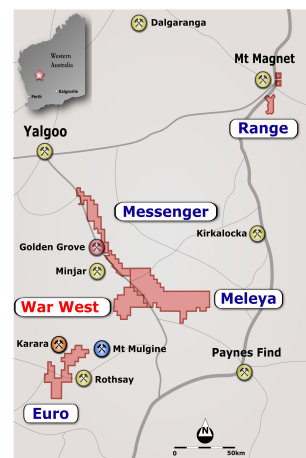 Dalgaranga
Western
Australia
Kalgoorlie
Perth
Mt Magnet
Range
Yalgoo
Messenger
Golden Grove
Kirkalocka
Minjar
War West
Meleya
Karara
Mt Mulgine
Paynes Find
Rothsay
Euro
N
0 50km